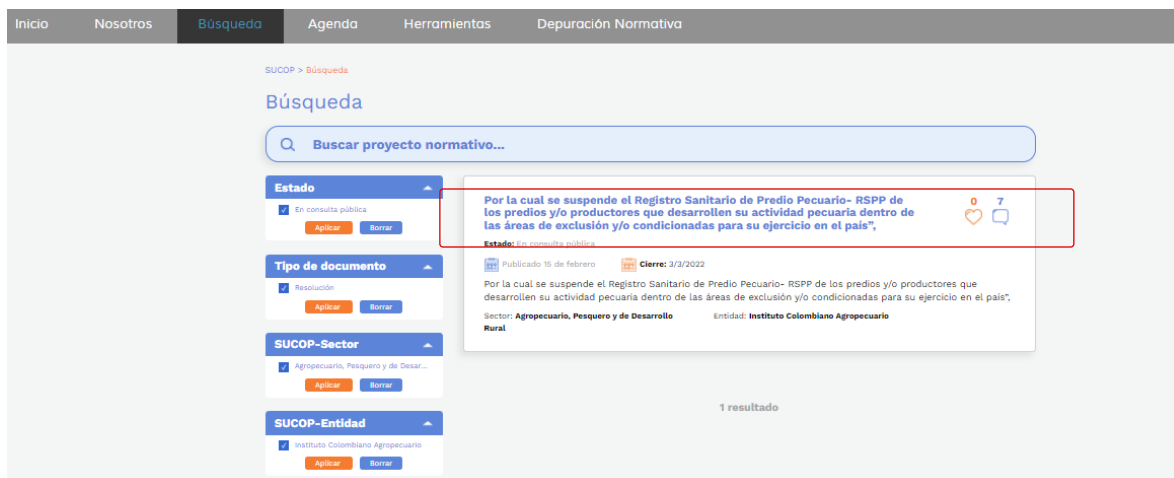 Inicio Nosotros Búsqueda Agenda Herramientas Depuración Normativa
SUCOP > Búsqueda
Búsqueda
Buscar proyecto normativo...
Estado
En consulta pública
Aplicar Borrar
Tipo de documento
Resolución
Aplicar Borrar
SUCOP-Sector
Agropecuario, Pesquero y de Desar...
Aplicar Borrar
SUCOP-Entidad
Instituto Colombiano Agropecuario
Aplicar Borrar
Por la cual se suspende el Registro Sanitario de Predio Pecuario- RSPP de
los predios y/o productores que desarrollen su actividad pecuaria dentro de
las áreas de exclusión y/o condicionadas para su ejercicio en el país”,
0 7
Estado: En consulta pública
Publicado 15 de febrero Cierre: 3/3/2022
Por la cual se suspende el Registro Sanitario de Predio Pecuario- RSPP de los predios y/o productores que
desarrollen su actividad pecuaria dentro de las áreas de exclusión y/o condicionadas para su ejercicio en el país”,
Sector: Agropecuario, Pesquero y de Desarrollo
Rural
Entidad: Instituto Colombiano Agropecuario
1 resultado